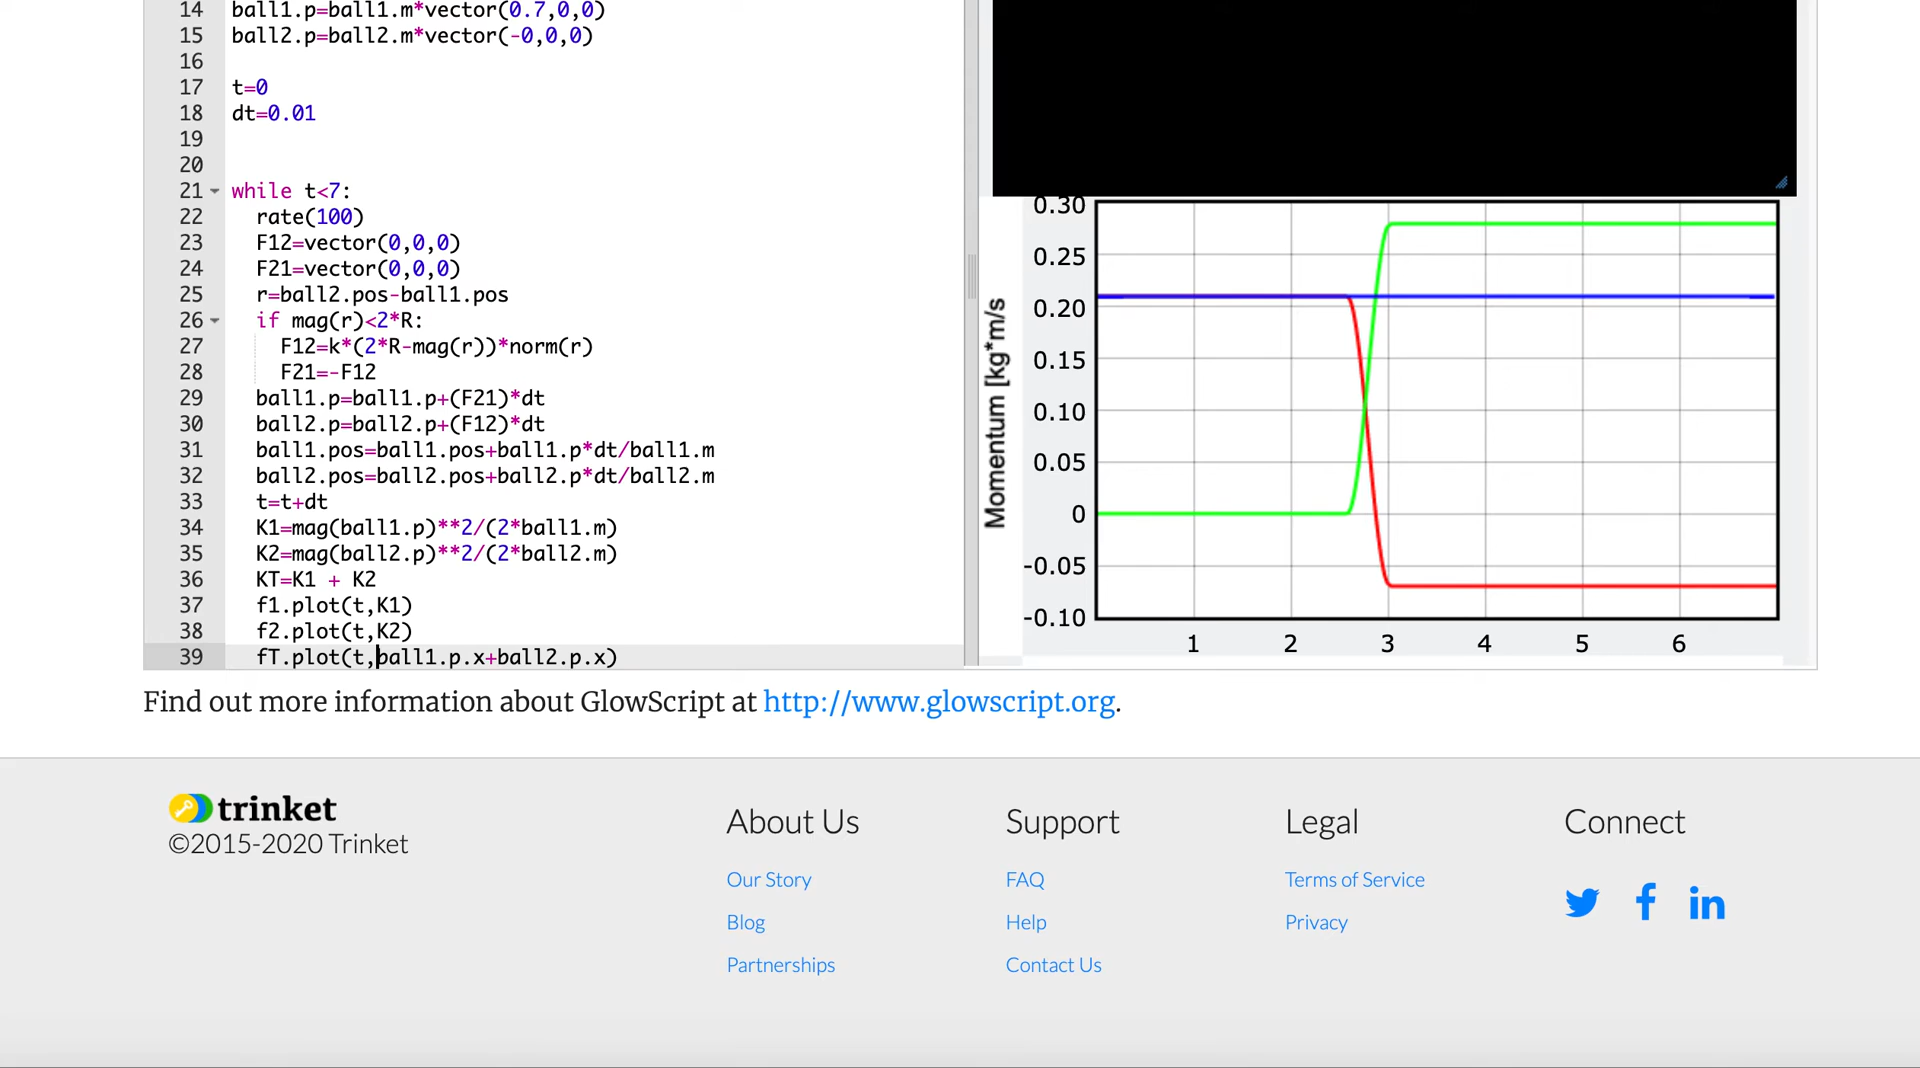 14 ball1.p=ball1.m*vector(0.7,0,0)
15 ball2.p=ball2.m*vector(-0,0,0)
16
17 t=0
18 dt=0.01
19
20
21 while t<7:
22 rate(100)
23 F12=vector(0,0,0)
24 F21=vector(0,0,0)
25 r=ball2.pos-ball1.pos
26 if mag(r)<2*R:
27 F12=k*(2*R-mag(r))*norm(r)
28 F21=-F12
29 ball1.p=ball1.p+(F21)*dt
30 ball2.p=ball2.p+(F12)*dt
31 ball1.pos=ball1.pos+ball1.p*dt/ball1.m
32 ball2.pos=ball2.pos+ball2.p*dt/ball2.m
33 t=t+dt
34 K1=mag(ball1.p)**2/(2*ball1.m)
35 K2=mag(ball2.p)**2/(2*ball2.m)
36 KT=K1 + K2
37 f1.plot(t,K1)
38 f2.plot(t,K2)
39 fT.plot(t,ball1.p.x+ball2.p.x)
Momentum [kg*m/s
0.30
0.25
0.20
0.15
0.10
0.05
0
-0.05
-0.10
1 2 3 4 5 6
Find out more information about GlowScript at http://www.glowscript.org.
trinket
©2015-2020 Trinket
About Us
Our Story
Blog
Partnerships
Support
FAQ
Help
Contact Us
Legal
Terms of Service
Privacy
Connect